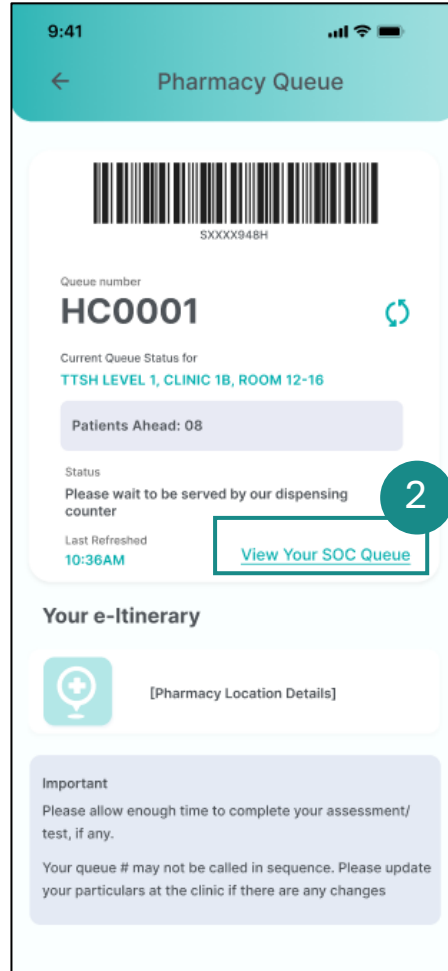 9:41
Pharmacy Queue
SXXXX948H
Queue number
HC0001
Current Queue Status for
TTSH LEVEL 1, CLINIC 1B, ROOM 12-16
Patients Ahead: 08
Status
Please wait to be served by our dispensing
counter
2
Last Refreshed
10:36AM
View Your SOC Queue
Your e-Itinerary
[Pharmacy Location Details]
Important
Please allow enough time to complete your assessment/
test, if any.
Your queue # may not be called in sequence. Please update
your particulars at the clinic if there are any changes